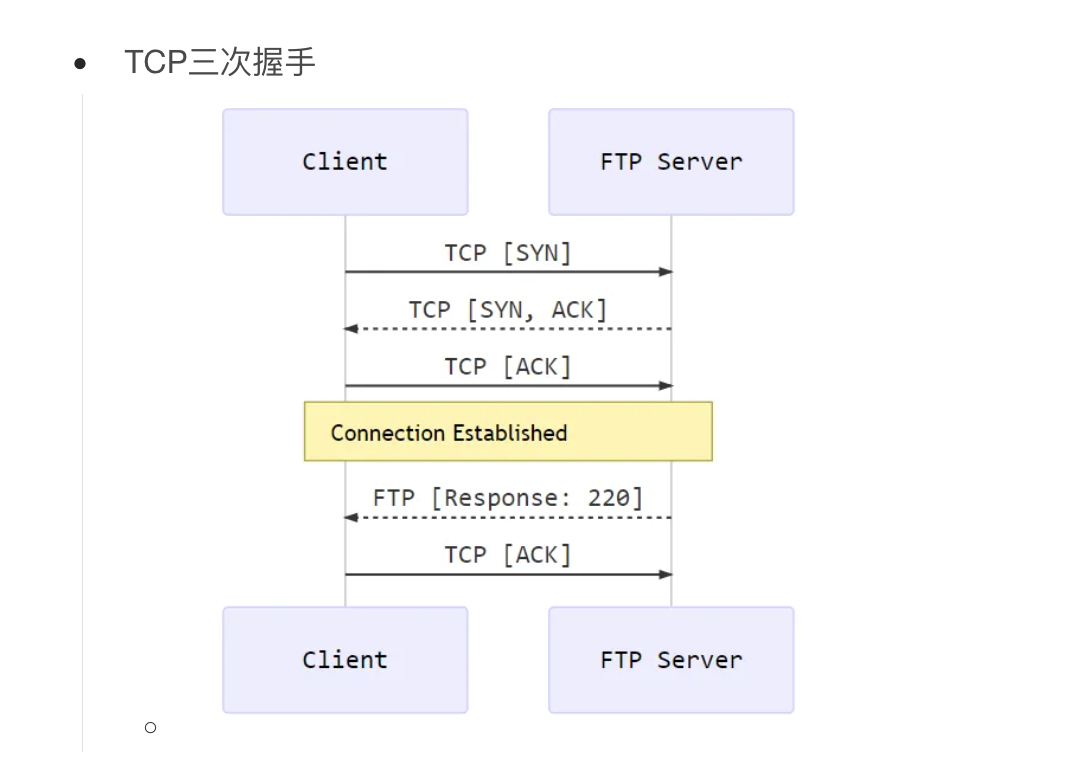 TCP三次握手
Client FTP Server
TCP [SYN]
TCP [SYN, ACK]
TCP [ACK]
Connection Established
FTP [Response: 220]
TCP [ACK]
Client FTP Server